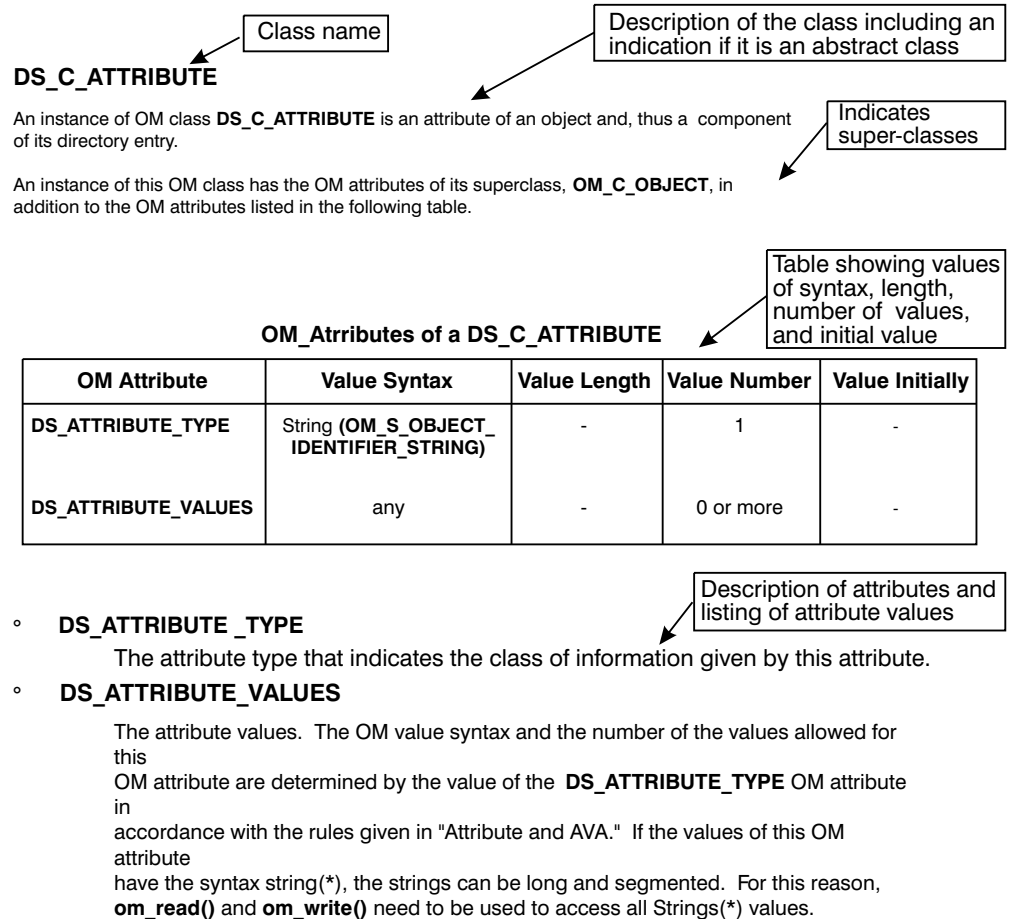 Class name
Description of the class including an
indication if it is an abstract class
DS_C_ATTRIBUTE
An instance of OM class DS_C_ATTRIBUTE is an attribute of an object and, thus a component
of its directory entry.
Indicates
super-classes
An instance of this OM class has the OM attributes of its superclass, OM_C_OBJECT, in
addition to the OM attributes listed in the following table.
Table showing values
of syntax, length,
number of values,
and initial value
OM_Atrributes of a DS_C_ATTRIBUTE
OM Attribute Value Syntax Value Length Value Number Value Initially
DS_ATTRIBUTE_TYPE String (OM_S_OBJECT_ - 1 -
IDENTIFIER_STRING)
DS_ATTRIBUTE_VALUES any - 0 or more -
Description of attributes and
listing of attribute values
° DS_ATTRIBUTE _TYPE
The attribute type that indicates the class of information given by this attribute.
° DS_ATTRIBUTE_VALUES
The attribute values. The OM value syntax and the number of the values allowed for
this
OM attribute are determined by the value of the DS_ATTRIBUTE_TYPE OM attribute
in
accordance with the rules given in "Attribute and AVA." If the values of this OM
attribute
have the syntax string(*), the strings can be long and segmented. For this reason,
om_read() and om_write() need to be used to access all Strings(*) values.